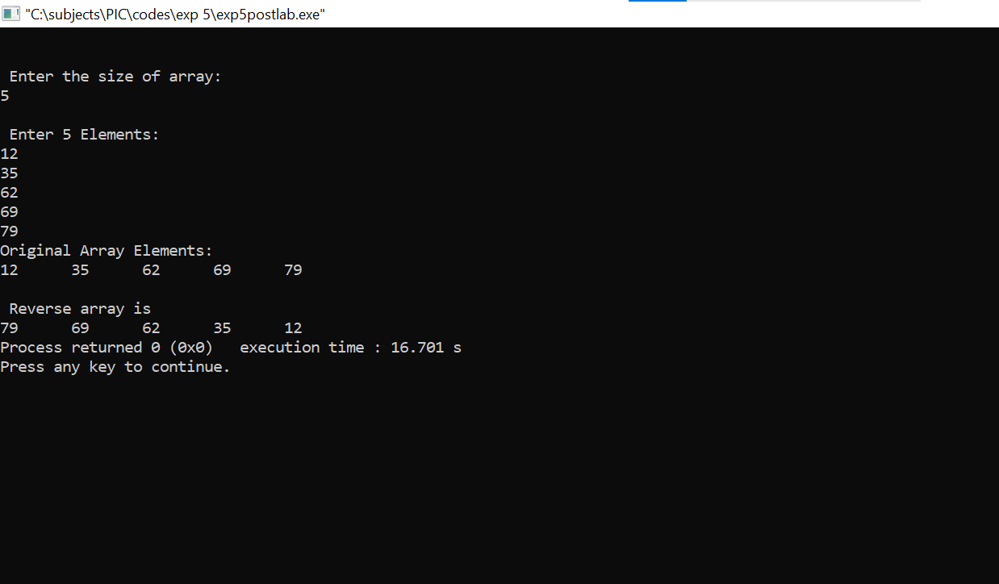 "C:\subjects\PIC\codes\exp 5\exp5postlab.exe"
Enter the size of array:
5
Enter 5 Elements:
12
35
62
69
79
Original Array Elements:
12      35      62      69      79
Reverse array is
79      69      62      35      12
Process returned 0 (0x0)   execution time : 16.701 s
Press any key to continue.